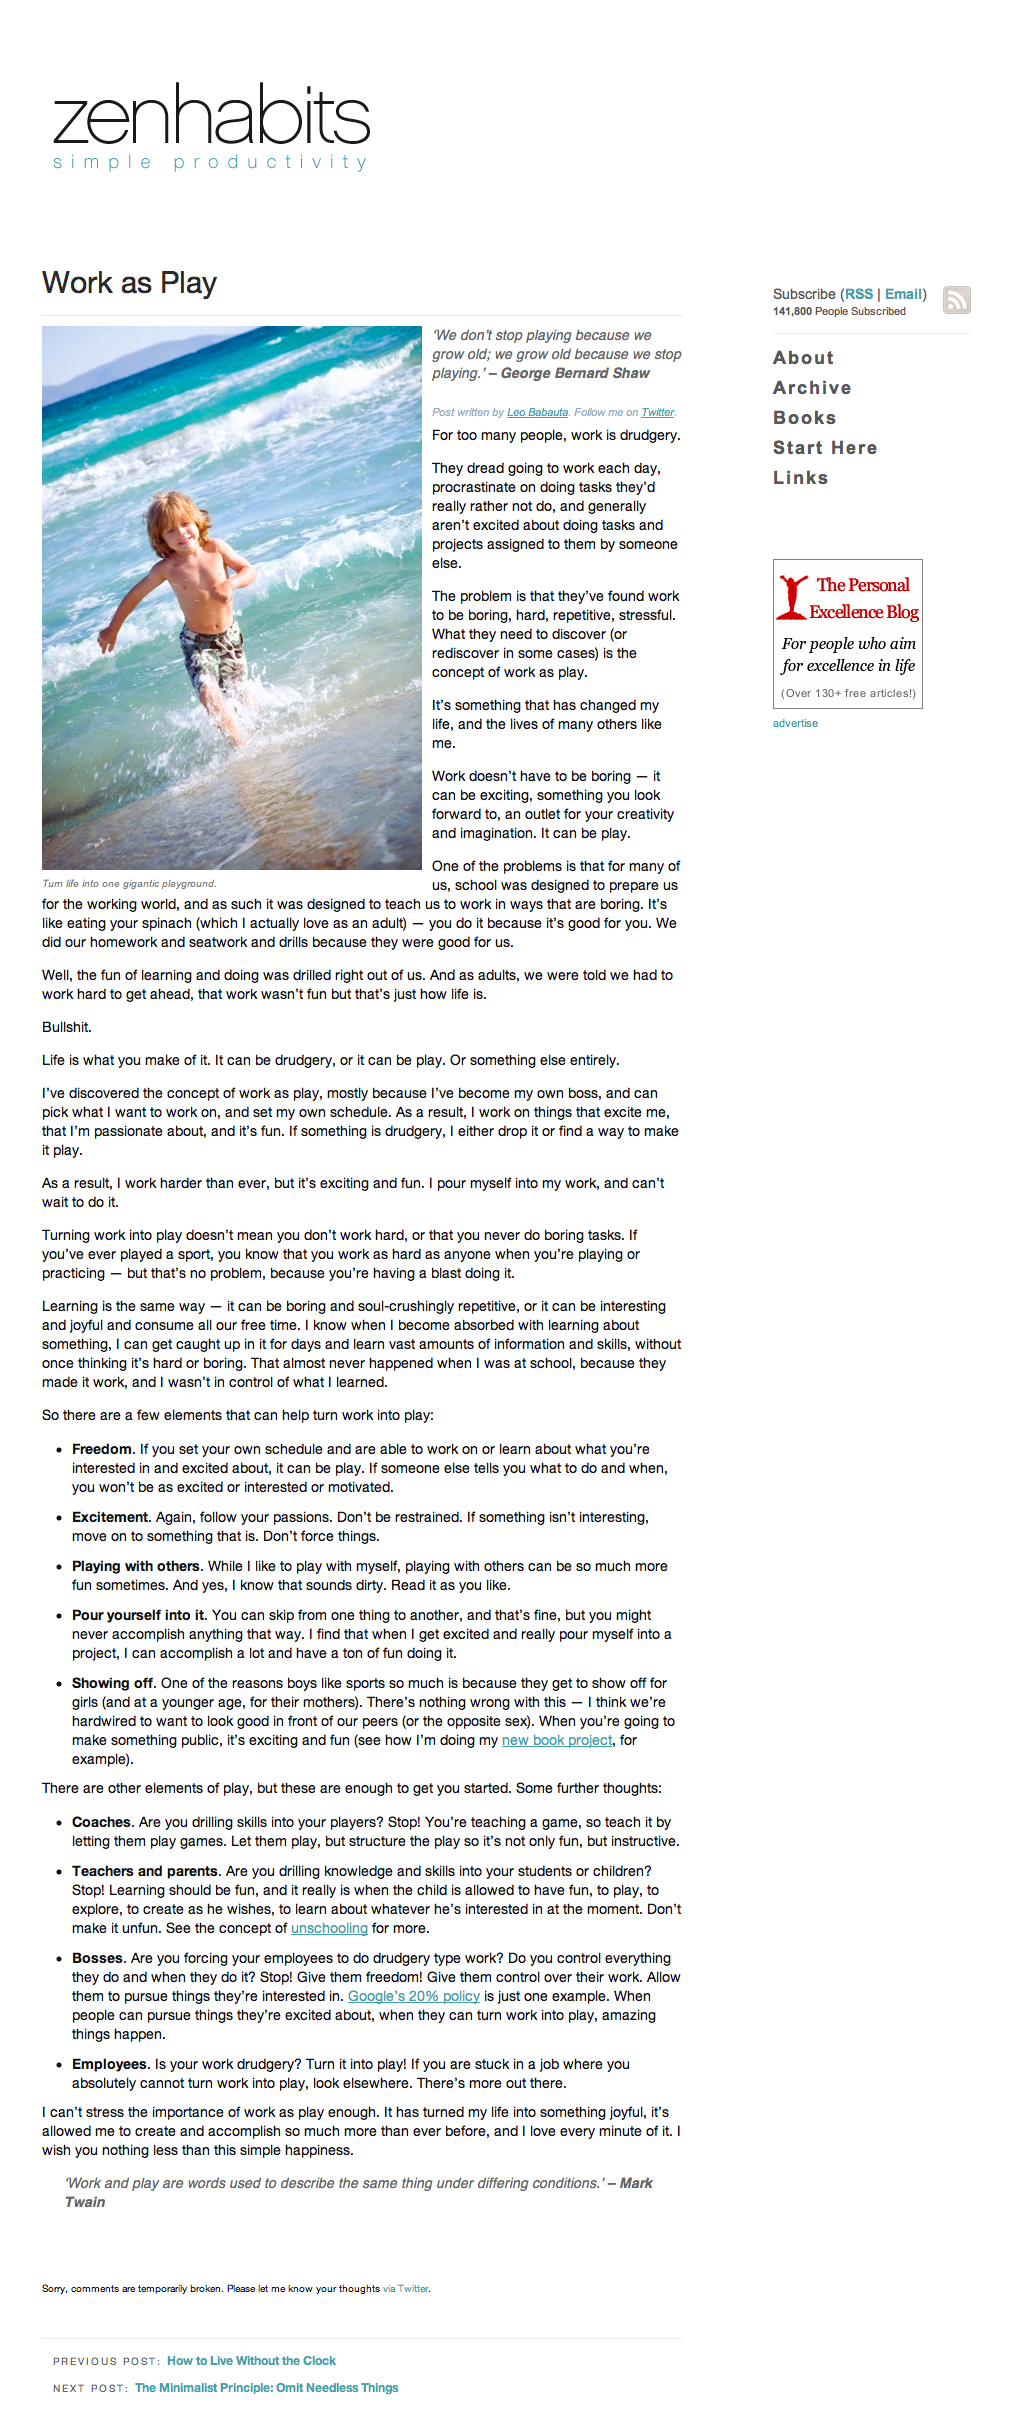 zenhabits
simple productivity
Work as Play
‘We don’t stop playing because we
grow old; we grow old because we stop
playing.’ – George Bernard Shaw
Post written by Leo Babauta. Follow me on Twitter.
For too many people, work is drudgery.
They dread going to work each day,
procrastinate on doing tasks they’d
really rather not do, and generally
aren’t excited about doing tasks and
projects assigned to them by someone
else.
The problem is that they’ve found work
to be boring, hard, repetitive, stressful.
What they need to discover (or
rediscover in some cases) is the
concept of work as play.
It’s something that has changed my
life, and the lives of many others like
me.
Work doesn’t have to be boring — it
can be exciting, something you look
forward to, an outlet for your creativity
and imagination. It can be play.
One of the problems is that for many of
us, school was designed to prepare us
Turn life into one gigantic playground.
for the working world, and as such it was designed to teach us to work in ways that are boring. It’s
like eating your spinach (which I actually love as an adult) — you do it because it’s good for you. We
did our homework and seatwork and drills because they were good for us.
Well, the fun of learning and doing was drilled right out of us. And as adults, we were told we had to
work hard to get ahead, that work wasn’t fun but that’s just how life is.
Bullshit.
Life is what you make of it. It can be drudgery, or it can be play. Or something else entirely.
I’ve discovered the concept of work as play, mostly because I’ve become my own boss, and can
pick what I want to work on, and set my own schedule. As a result, I work on things that excite me,
that I’m passionate about, and it’s fun. If something is drudgery, I either drop it or find a way to make
it play.
As a result, I work harder than ever, but it’s exciting and fun. I pour myself into my work, and can’t
wait to do it.
Turning work into play doesn’t mean you don’t work hard, or that you never do boring tasks. If
you’ve ever played a sport, you know that you work as hard as anyone when you’re playing or
practicing — but that’s no problem, because you’re having a blast doing it.
Learning is the same way — it can be boring and soul-crushingly repetitive, or it can be interesting
and joyful and consume all our free time. I know when I become absorbed with learning about
something, I can get caught up in it for days and learn vast amounts of information and skills, without
once thinking it’s hard or boring. That almost never happened when I was at school, because they
made it work, and I wasn’t in control of what I learned.
So there are a few elements that can help turn work into play:
• Freedom. If you set your own schedule and are able to work on or learn about what you’re
interested in and excited about, it can be play. If someone else tells you what to do and when,
you won’t be as excited or interested or motivated.
• Excitement. Again, follow your passions. Don’t be restrained. If something isn’t interesting,
move on to something that is. Don’t force things.
• Playing with others. While I like to play with myself, playing with others can be so much more
fun sometimes. And yes, I know that sounds dirty. Read it as you like.
• Pour yourself into it. You can skip from one thing to another, and that’s fine, but you might
never accomplish anything that way. I find that when I get excited and really pour myself into a
project, I can accomplish a lot and have a ton of fun doing it.
• Showing off. One of the reasons boys like sports so much is because they get to show off for
girls (and at a younger age, for their mothers). There’s nothing wrong with this — I think we’re
hardwired to want to look good in front of our peers (or the opposite sex). When you’re going to
make something public, it’s exciting and fun (see how I’m doing my new book project, for
example).
There are other elements of play, but these are enough to get you started. Some further thoughts:
• Coaches. Are you drilling skills into your players? Stop! You’re teaching a game, so teach it by
letting them play games. Let them play, but structure the play so it’s not only fun, but instructive.
• Teachers and parents. Are you drilling knowledge and skills into your students or children?
Stop! Learning should be fun, and it really is when the child is allowed to have fun, to play, to
explore, to create as he wishes, to learn about whatever he’s interested in at the moment. Don’t
make it unfun. See the concept of unschooling for more.
• Bosses. Are you forcing your employees to do drudgery type work? Do you control everything
they do and when they do it? Stop! Give them freedom! Give them control over their work. Allow
them to pursue things they’re interested in. Google’s 20% policy is just one example. When
people can pursue things they’re excited about, when they can turn work into play, amazing
things happen.
• Employees. Is your work drudgery? Turn it into play! If you are stuck in a job where you
absolutely cannot turn work into play, look elsewhere. There’s more out there.
I can’t stress the importance of work as play enough. It has turned my life into something joyful, it’s
allowed me to create and accomplish so much more than ever before, and I love every minute of it. I
wish you nothing less than this simple happiness.
‘Work and play are words used to describe the same thing under differing conditions.’ – Mark
Twain
Sorry, comments are temporarily broken. Please let me know your thoughts via Twitter.
PREVIOUS POST: How to Live Without the Clock
NEXT POST: The Minimalist Principle: Omit Needless Things
Subscribe (RSS | Email)
141,800 People Subscribed
About
Archive
Books
Start Here
Links
The Personal
Excellence Blog
For people who aim
for excellence in life
(Over 130+ free articles!)
advertise